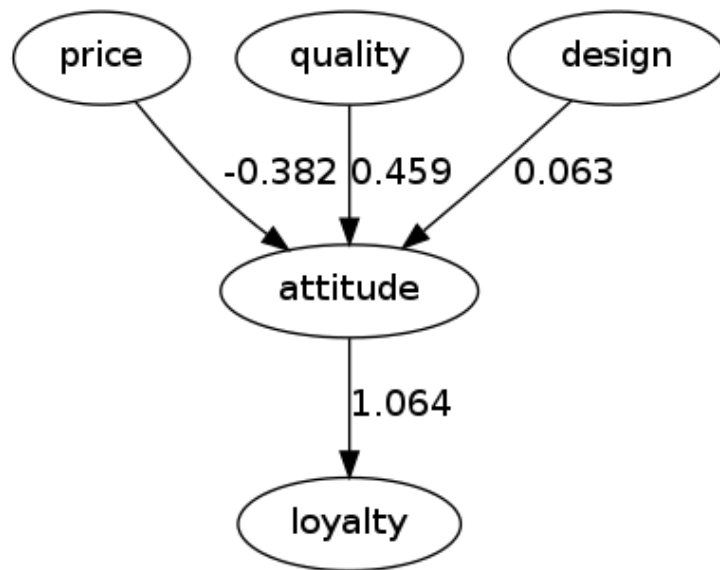 price quality design
-0.382 0.459 0.063
attitude
1.064
loyalty